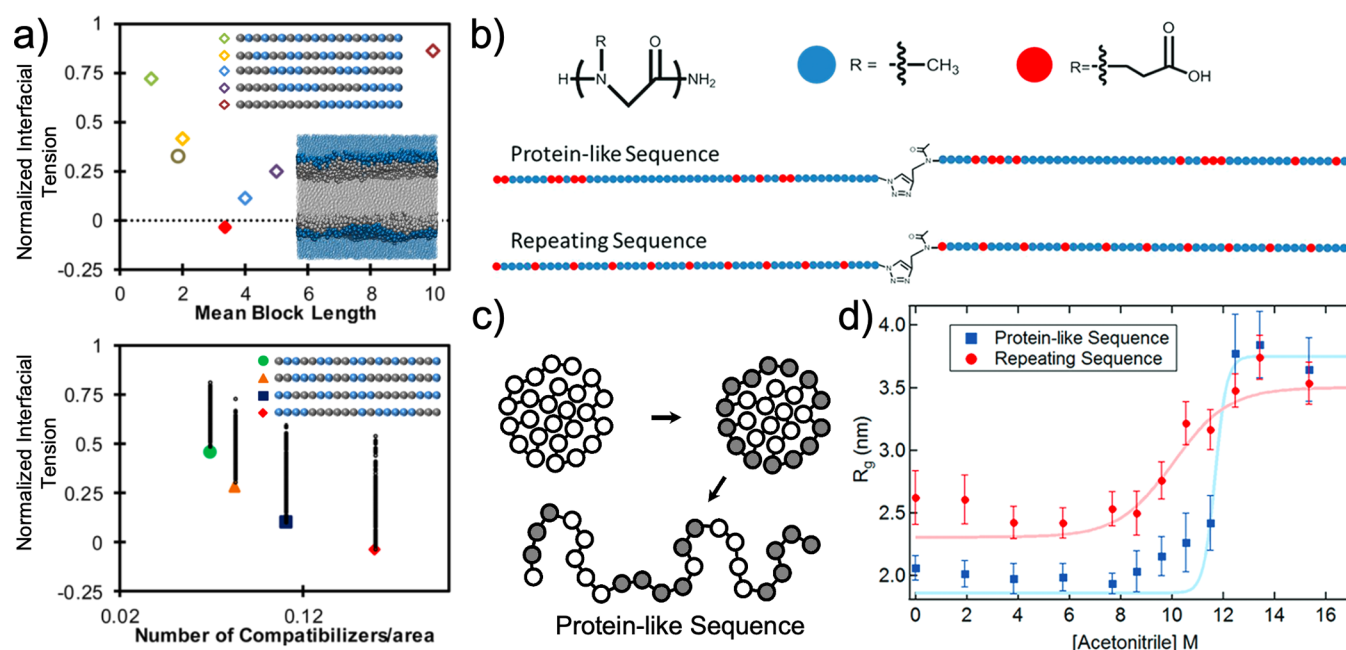 a)
Normalized Interfacial
Tension
1
0.75
0.5
0.25
0
-0.25
0 2 4 6 8 10
Mean Block Length
Normalized Interfacial
Tension
1
0.75
0.5
0.25
0
-0.25
0.02 0.12
Number of Compatibilizers/area
b)
R
O
H N NH₂
R = CH₃
R= O
OH
Protein-like Sequence
O
N
N
N=N
Repeating Sequence
O
N
N
N=N
c)
Protein-like Sequence
d)
Protein-like Sequence
Repeating Sequence
Rg (nm)
4.0
3.5
3.0
2.5
2.0
0 2 4 6 8 10 12 14 16
[Acetonitrile] M